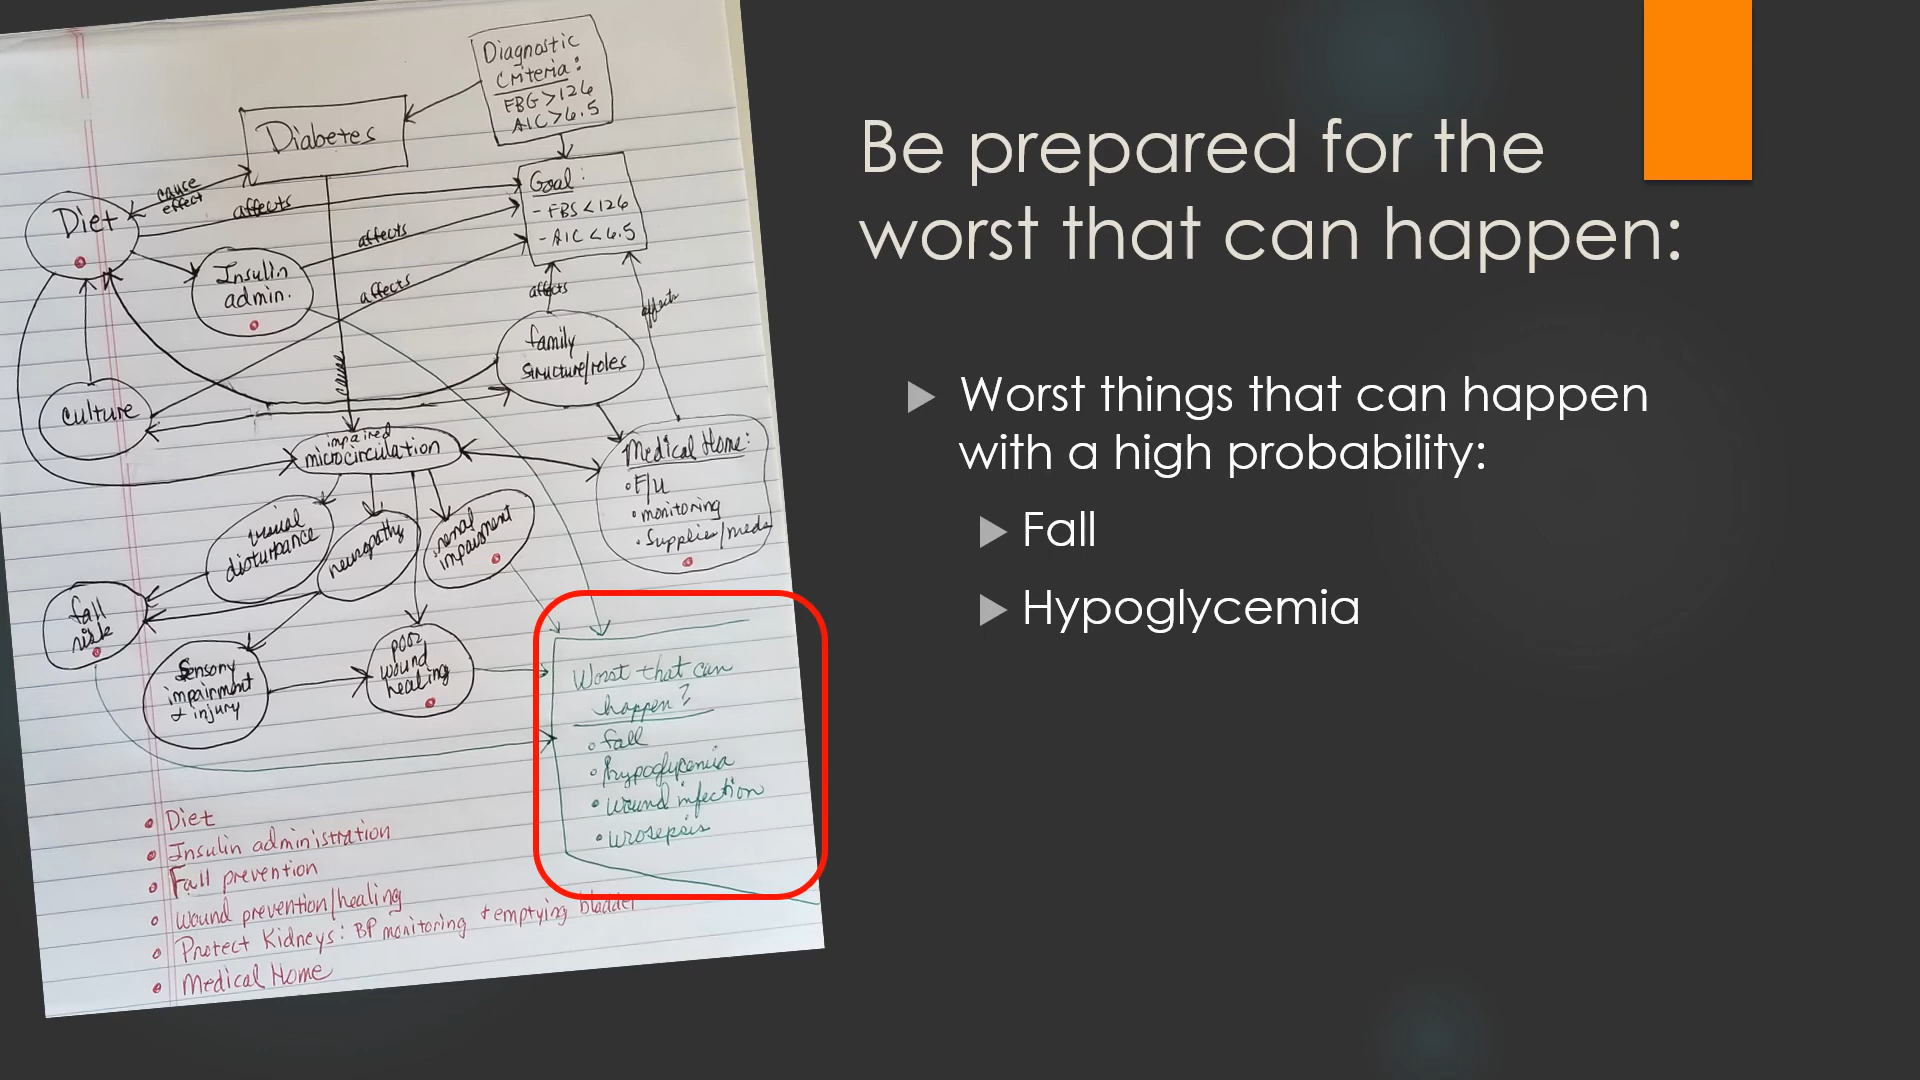 Diagnostic
Criteria:
FBG > 126
A1C > 6.5
Diabetes
Goal:
- FBS < 126
- A1C < 6.5
cause
effect
affects
Diet
affects
Insulin
admin.
affects
affects
affects
family
structure/roles
causes
culture
impaired
microcirculation
Medical Home:
• F/u
• monitoring
• Supplies/meds
visual
disturbance
neuropathy
renal
impairment
fall
risk
Sensory
impairment
+ injury
poor
wound
healing
Worst that can
happen?
• fall
• hypoglycemia
• wound infection
• urosepsis
• Diet
• Insulin administration
• Fall prevention
• Wound prevention/healing
• Protect Kidneys: BP monitoring + emptying bladder
• Medical Home
Be prepared for the
worst that can happen:
Worst things that can happen
with a high probability:
Fall
Hypoglycemia